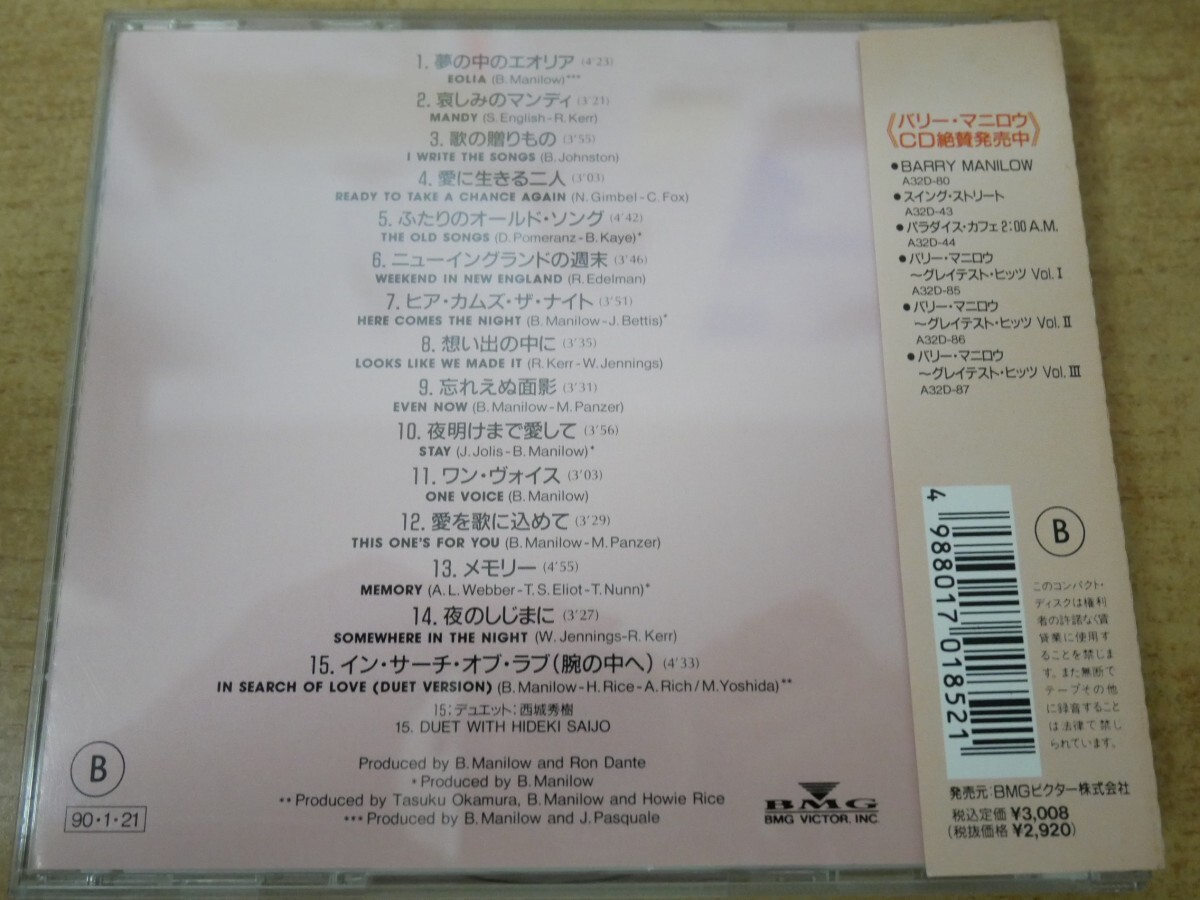 1. 夢の中のエオリア (4'23)
EOLIA (B. Manilow)***
2. 哀しみのマンディ (3'21)
MANDY (S. English-R. Kerr)
3. 歌の贈りもの (3'55)
I WRITE THE SONGS (B. Johnston)
4. 愛に生きる二人 (3'03)
READY TO TAKE A CHANCE AGAIN (N. Gimbel-C. Fox)
5. ふたりのオールド・ソング (4'42)
THE OLD SONGS (D. Pomeranz-B. Kaye)*
6. ニューイングランドの週末 (3'46)
WEEKEND IN NEW ENGLAND (R. Edelman)
7. ヒア・カムズ・ザ・ナイト (3'51)
HERE COMES THE NIGHT (B. Manilow-J. Bettis)*
8. 想い出の中に (3'35)
LOOKS LIKE WE MADE IT (R. Kerr-W. Jennings)
9. 忘れえぬ面影 (3'31)
EVEN NOW (B. Manilow-M. Panzer)
10. 夜明けまで愛して (3'56)
STAY (J. Jolis-B. Manilow)*
11. ワン・ヴォイス (3'03)
ONE VOICE (B. Manilow)
12. 愛を歌に込めて (3'29)
THIS ONE'S FOR YOU (B. Manilow-M. Panzer)
13. メモリー (4'55)
MEMORY (A. L. Webber-T. S. Eliot-T. Nunn)*
14. 夜のしじまに (3'27)
SOMEWHERE IN THE NIGHT (W. Jennings-R. Kerr)
15. イン・サーチ・オブ・ラブ(腕の中へ) (4'33)
IN SEARCH OF LOVE (DUET VERSION) (B. Manilow-H. Rice-A. Rich/M. Yoshida)**
15;デュエット:西城秀樹
15. DUET WITH HIDEKI SAIJO
Produced by B. Manilow and Ron Dante
*Produced by B. Manilow
**Produced by Tasuku Okamura, B. Manilow and Howie Rice
***Produced by B. Manilow and J. Pasquale
B
90・1・21
BMG
BMG VICTOR, INC.
《バリー・マニロウ
CD絶賛発売中》
●BARRY MANILOW
A32D-80
●スイング・ストリート
A32D-43
●パラダイス・カフェ2:00A.M.
A32D-44
●バリー・マニロウ
〜グレイテスト・ヒッツ Vol.Ⅰ
A32D-85
●バリー・マニロウ
〜グレイテスト・ヒッツ Vol.Ⅱ
A32D-86
●バリー・マニロウ
〜グレイテスト・ヒッツ Vol.Ⅲ
A32D-87
4 988017 018521
B
このコンパクト・
ディスクは権利
者の許諾なく賃
貸業に使用す
ることを禁じま
す。また無断で
テープその他
に録音すること
は法律で禁じ
られています。
発売元:BMGビクター株式会社
税込定価 ¥3,008
(税抜価格 ¥2,920)